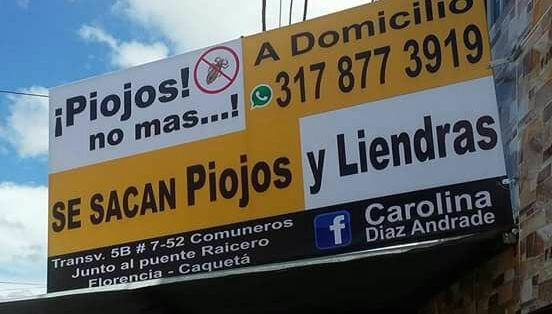 ¡Piojos!
no mas...!
A Domicilio
317 877 3919
SE SACAN Piojos y Liendras
Transv. 5B # 7-52 Comuneros
Junto al puente Raicero
Florencia - Caquetá
f Carolina
Diaz Andrade